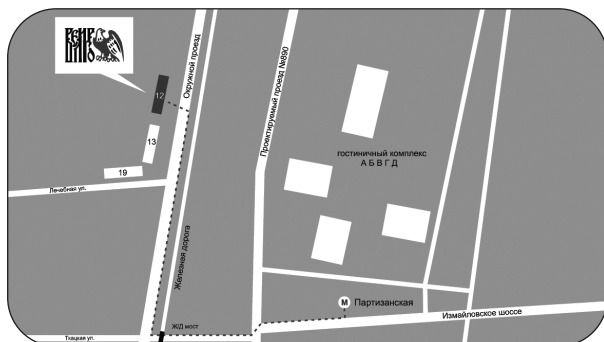 12
13
19
Лечебная ул.
Окружной проезд
Железная дорога
Проектируемый проезд №890
гостиничный комплекс
А Б В Г Д
М Партизанская
Измайловское шоссе
Ж/Д мост
Ткацкая ул.